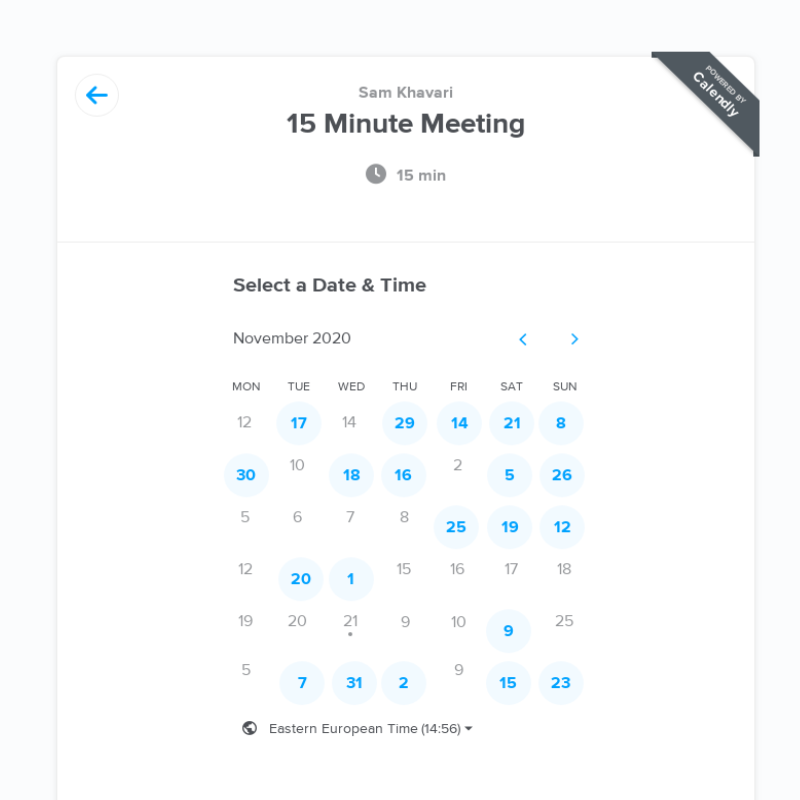 POWERED BY
Calendly
Sam Khavari
15 Minute Meeting
15 min
Select a Date & Time
November 2020
MON TUE WED THU FRI SAT SUN
12 17 14 29 14 21 8
30 10 18 16 2 5 26
5 6 7 8 25 19 12
12 20 1 15 16 17 18
19 20 21 9 10 9 25
5 7 31 2 9 15 23
Eastern European Time (14:56)